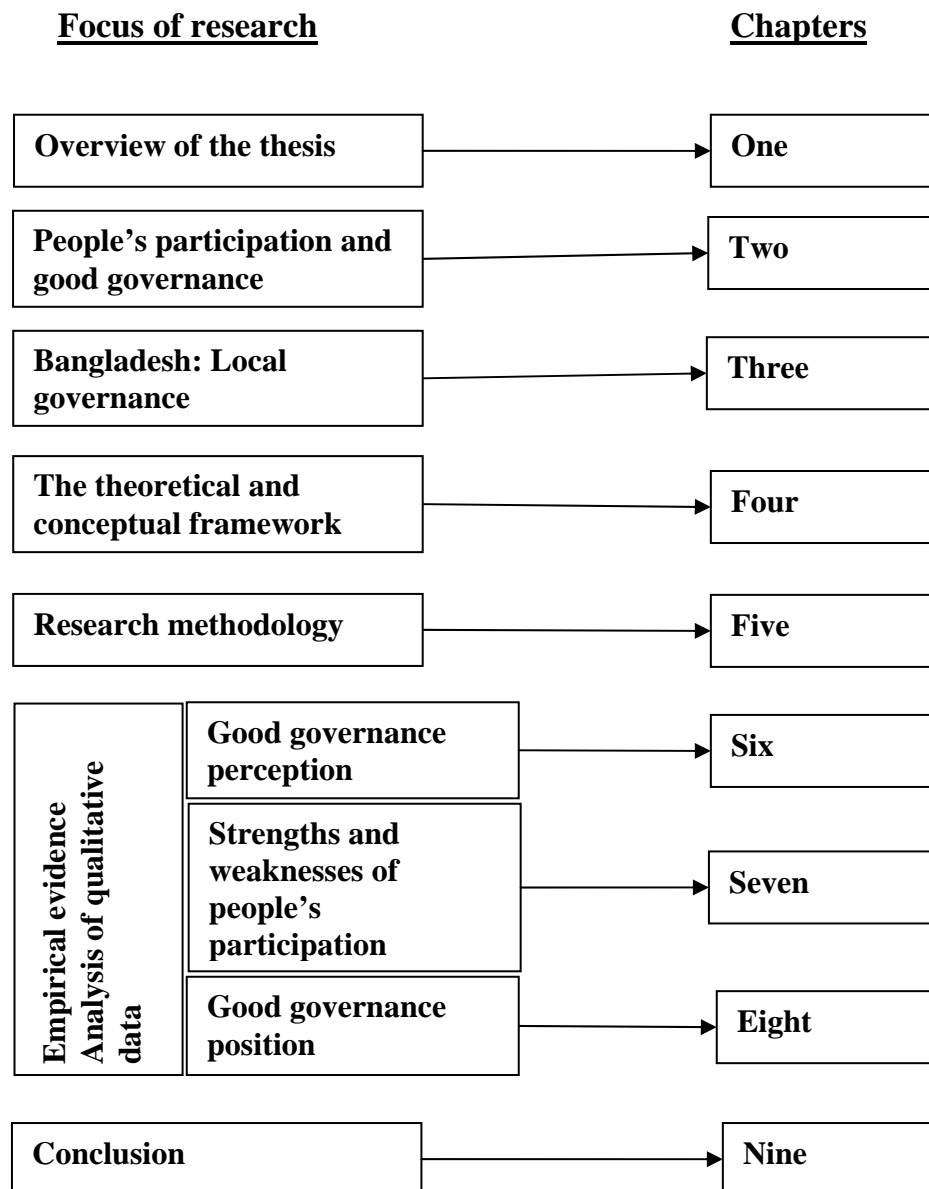 Focus of research
Chapters
Overview of the thesis
One
People’s participation and
good governance
Two
Bangladesh: Local
governance
Three
The theoretical and
conceptual framework
Four
Research methodology
Five
Empirical evidence
Analysis of qualitative
data
Good governance
perception
Six
Strengths and
weaknesses of
people’s
participation
Seven
Good governance
position
Eight
Conclusion
Nine